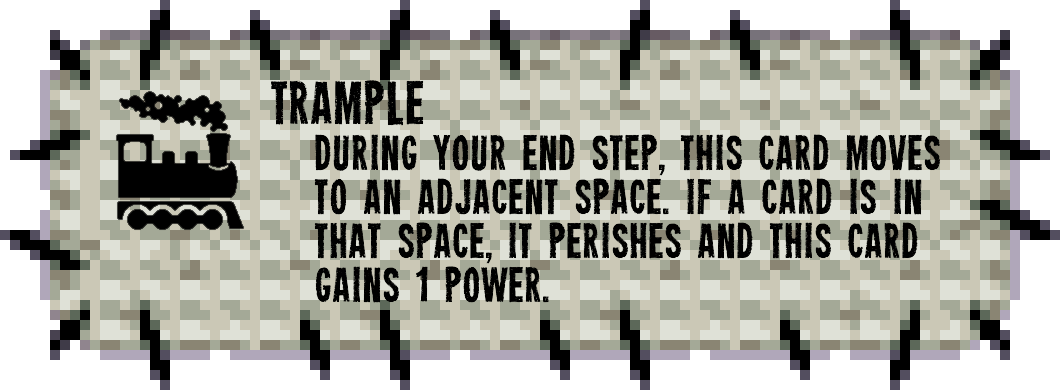 TRAMPLE
DURING YOUR END STEP, THIS CARD MOVES
TO AN ADJACENT SPACE. IF A CARD IS IN
THAT SPACE, IT PERISHES AND THIS CARD
GAINS 1 POWER.